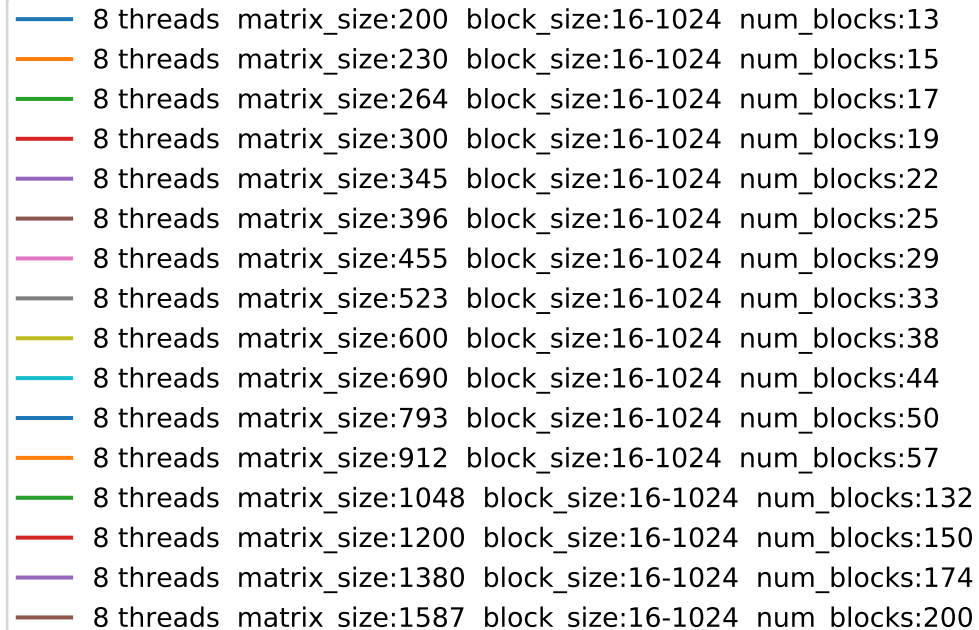 8 threads  matrix_size:200  block_size:16-1024  num_blocks:13
8 threads  matrix_size:230  block_size:16-1024  num_blocks:15
8 threads  matrix_size:264  block_size:16-1024  num_blocks:17
8 threads  matrix_size:300  block_size:16-1024  num_blocks:19
8 threads  matrix_size:345  block_size:16-1024  num_blocks:22
8 threads  matrix_size:396  block_size:16-1024  num_blocks:25
8 threads  matrix_size:455  block_size:16-1024  num_blocks:29
8 threads  matrix_size:523  block_size:16-1024  num_blocks:33
8 threads  matrix_size:600  block_size:16-1024  num_blocks:38
8 threads  matrix_size:690  block_size:16-1024  num_blocks:44
8 threads  matrix_size:793  block_size:16-1024  num_blocks:50
8 threads  matrix_size:912  block_size:16-1024  num_blocks:57
8 threads  matrix_size:1048  block_size:16-1024  num_blocks:132
8 threads  matrix_size:1200  block_size:16-1024  num_blocks:150
8 threads  matrix_size:1380  block_size:16-1024  num_blocks:174
8 threads  matrix_size:1587  block_size:16-1024  num_blocks:200